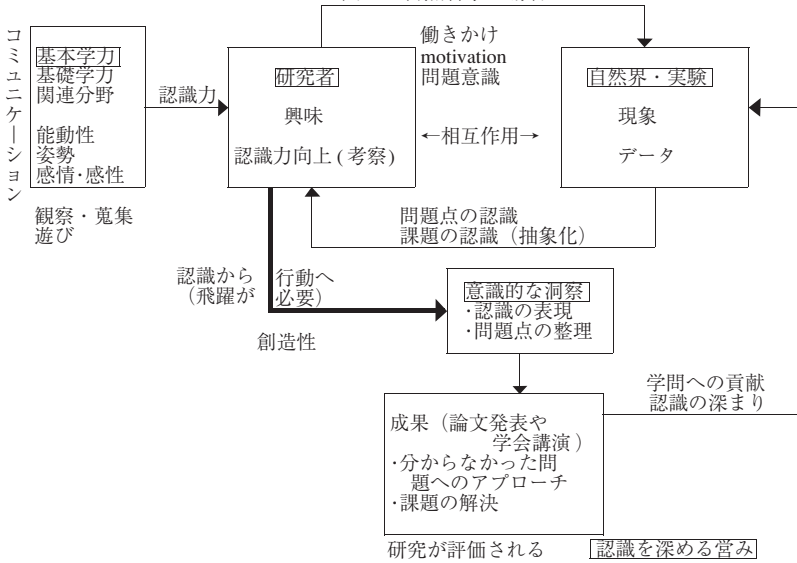 コミュニケーション
基本学力
基礎学力
関連分野
能動性
姿勢
感情・感性
観察・蒐集
遊び
認識力
研究者
興味
認識力向上(考察)
働きかけ
motivation
問題意識
←相互作用→
自然界・実験
現象
データ
問題点の認識
課題の認識（抽象化）
認識から
（飛躍が
行動へ
必要）
創造性
意識的な洞察
・認識の表現
・問題点の整理
成果（論文発表や
学会講演）
・分からなかった問
題へのアプローチ
・課題の解決
学問への貢献
認識の深まり
研究が評価される
認識を深める営み